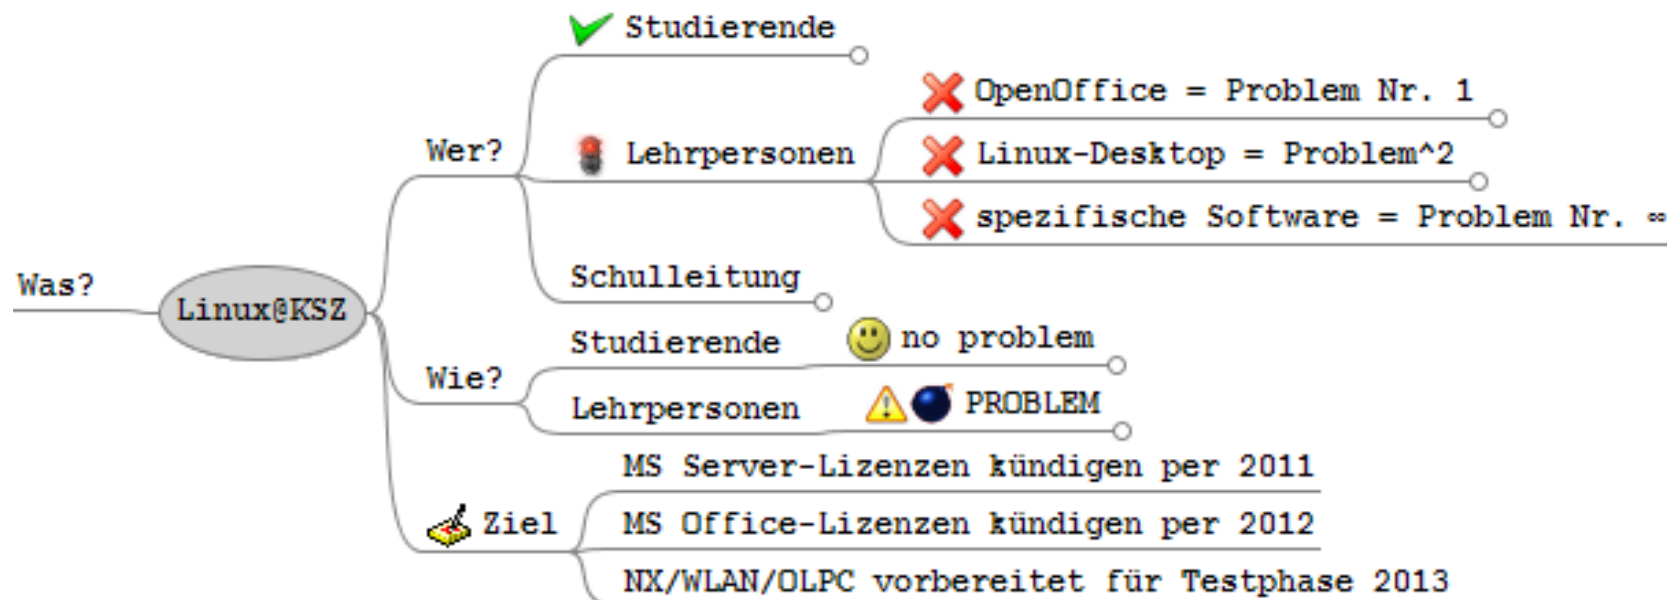 Studierende
OpenOffice = Problem Nr. 1
Wer?
Lehrpersonen
Linux-Desktop = Problem^2
spezifische Software = Problem Nr. ∞
Schulleitung
Was?
Linux@KSZ
Studierende
no problem
Wie?
Lehrpersonen
PROBLEM
MS Server-Lizenzen kündigen per 2011
Ziel
MS Office-Lizenzen kündigen per 2012
NX/WLAN/OLPC vorbereitet für Testphase 2013